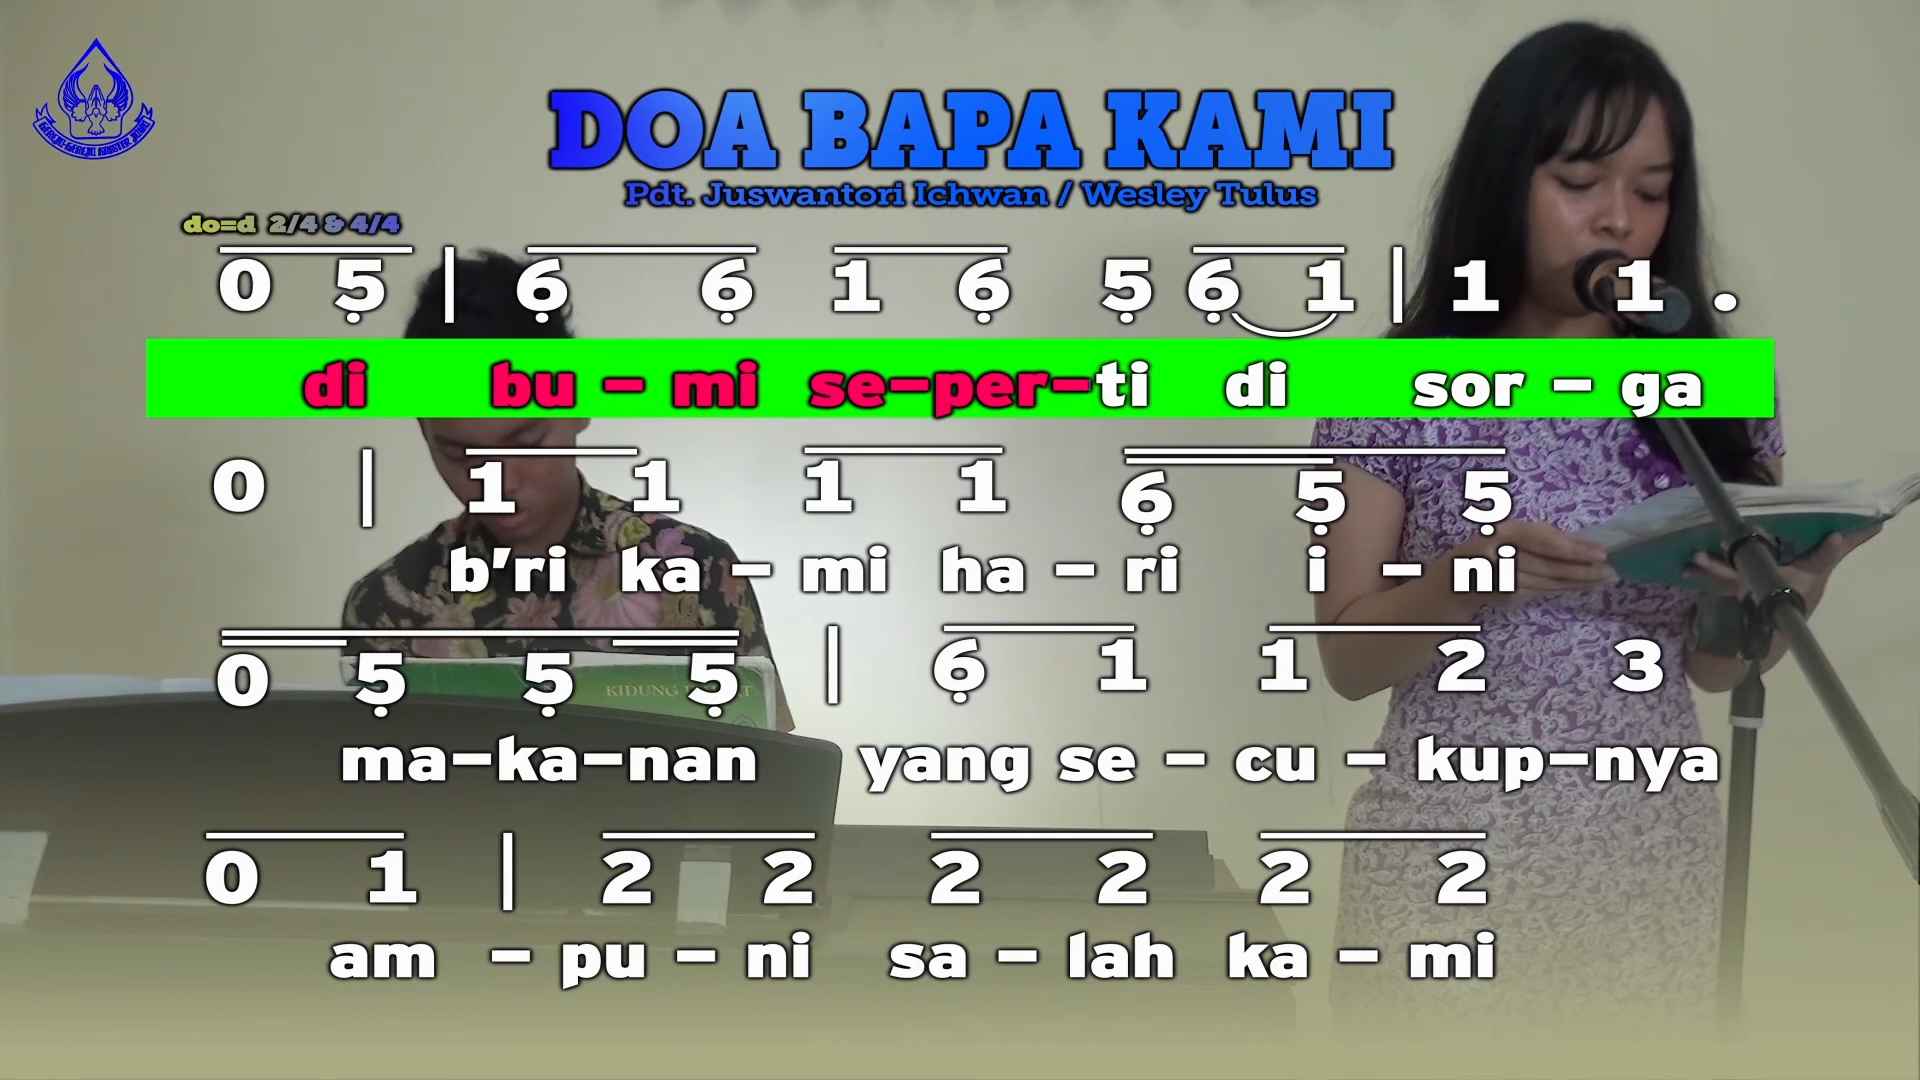 DOA BAPA KAMI
Pdt. Juswantori Ichwan / Wesley Tulus
do=d 2/4 & 4/4
0 5̣ | 6̣ 6̣ 1 6̣ 5̣ 6̣ 1 | 1 1 .
di bu - mi se-per-ti di sor - ga
0 | 1 1 1 1 6̣ 5̣ 5̣
b'ri ka - mi ha - ri i - ni
0 5̣ 5̣ 5̣ | 6̣ 1 1 2 3
KIDUNG
ma-ka-nan yang se - cu - kup-nya
0 1 | 2 2 2 2 2 2
am - pu - ni sa - lah ka - mi